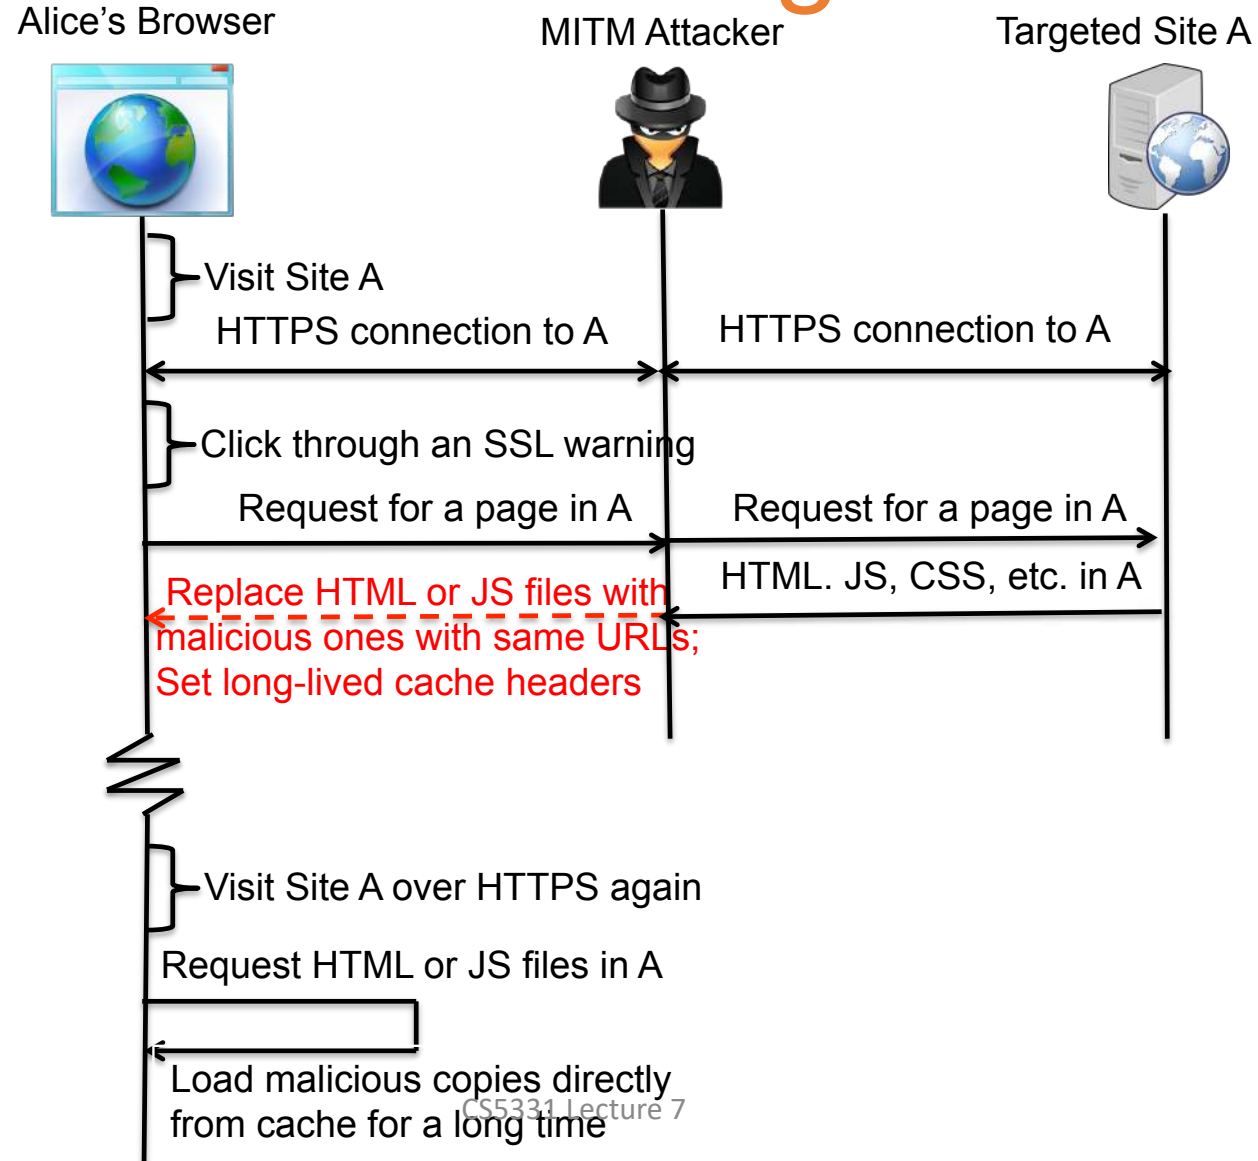 Alice's Browser
MITM Attacker
Targeted Site A
Visit Site A
HTTPS connection to A
HTTPS connection to A
Click through an SSL warning
Request for a page in A
Request for a page in A
HTML. JS, CSS, etc. in A
Replace HTML or JS files with
malicious ones with same URLs;
Set long-lived cache headers
Visit Site A over HTTPS again
Request HTML or JS files in A
Load malicious copies directly
from cache for a long time
CS5331 Lecture 7